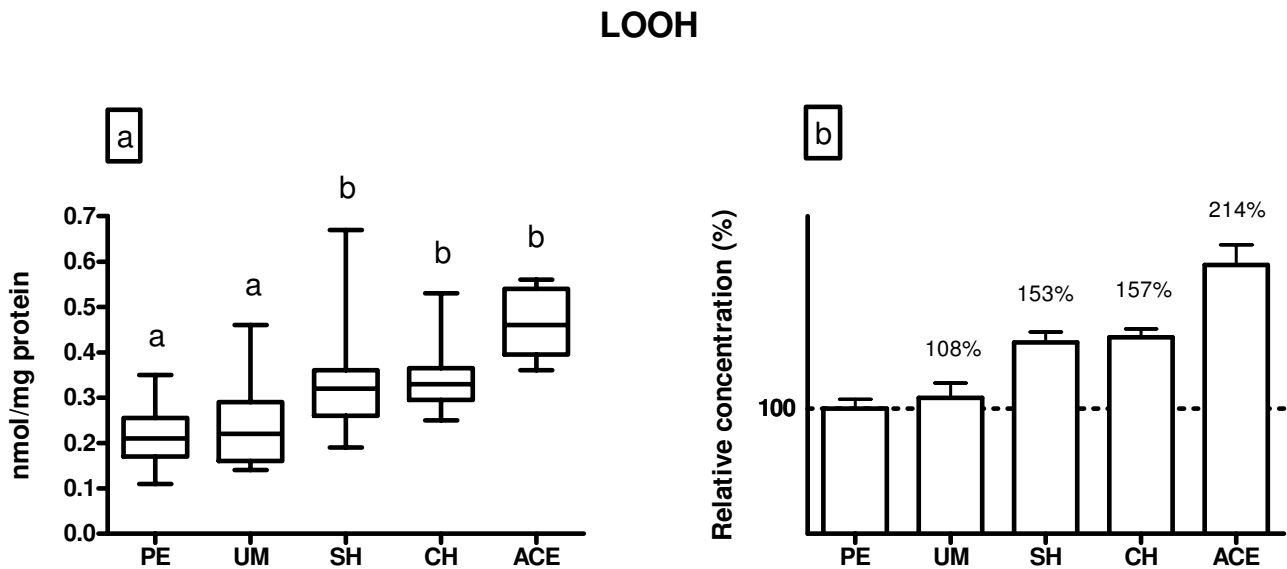 LOOH
a
nmol/mg protein
0.7
0.6
0.5
0.4
0.3
0.2
0.1
0.0
a
a
b
b
b
PE UM SH CH ACE
b
Relative concentration (%)
100
108%
153%
157%
214%
PE UM SH CH ACE